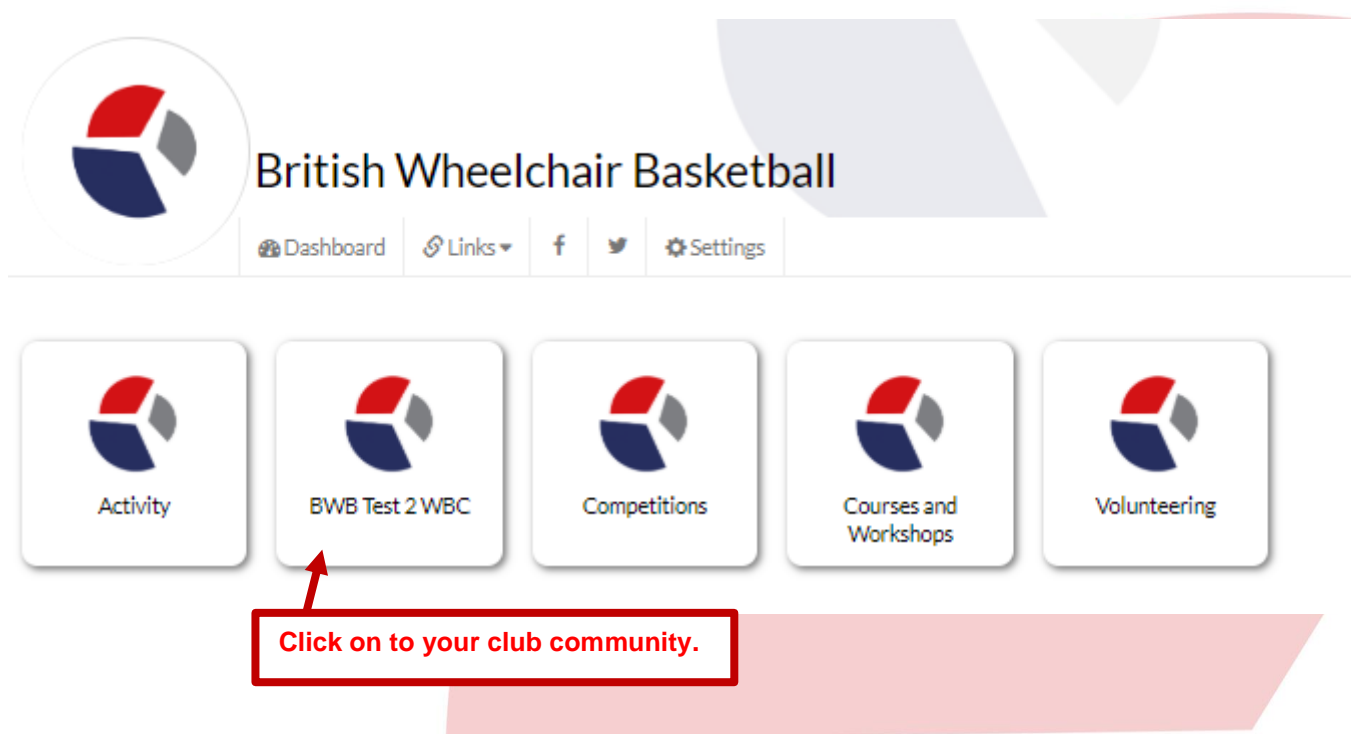 British Wheelchair Basketball
Dashboard Links f Settings
Activity
BWB Test 2 WBC
Competitions
Courses and
Workshops
Volunteering
Click on to your club community.